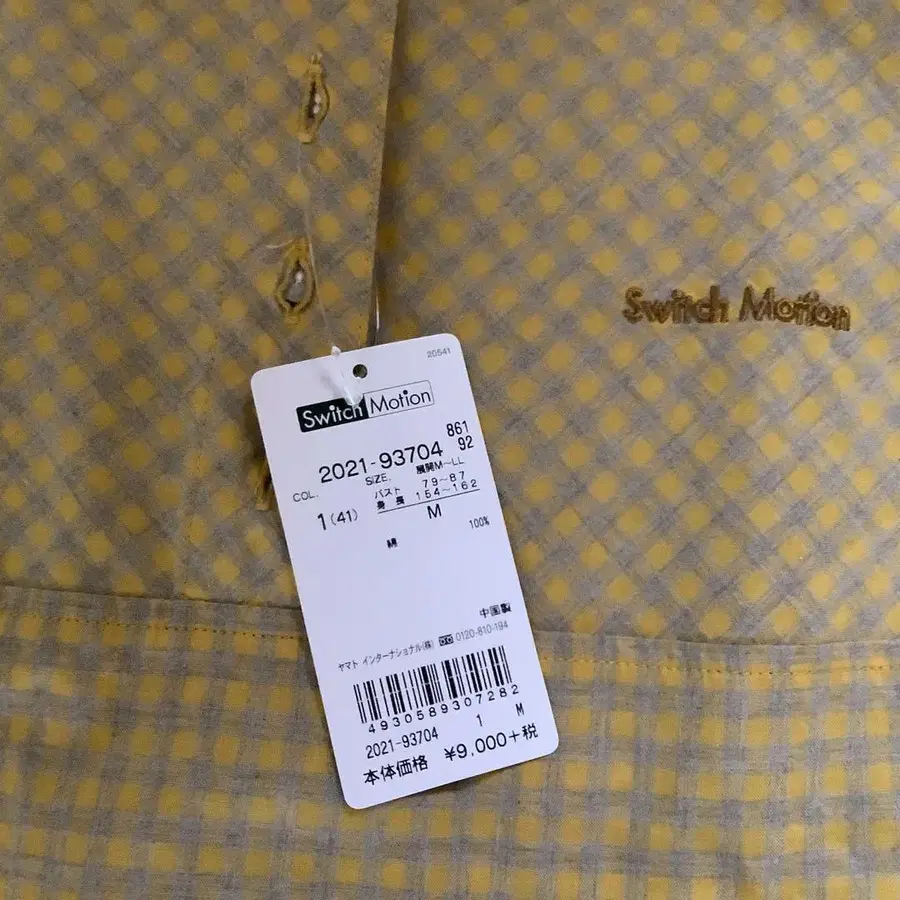 Switch Motion
20541
Switch Motion
861
2021-93704 92
COL. SIZE. 展開M~LL
バスト 79~87
身長 154~162
1(41) M
綿 100%
中国製
ヤマト インターナショナル(株) 0120-810-194
4930589307282
2021-93704 1 M
本体価格 ¥9,000+税